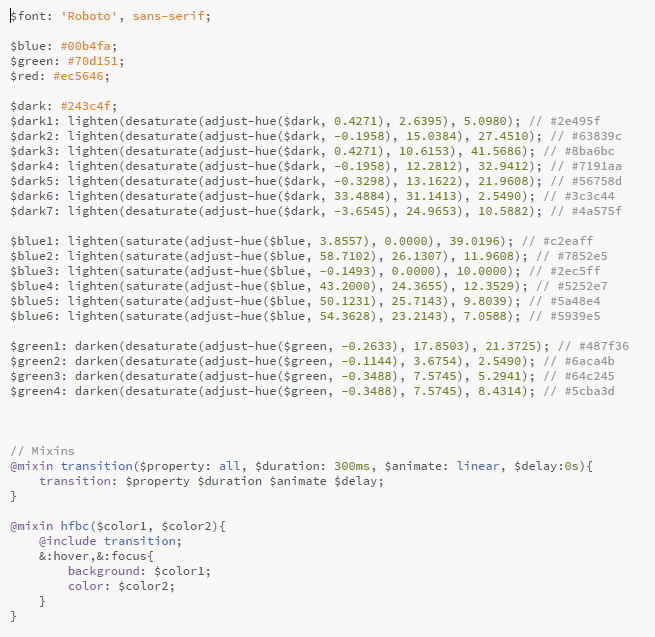 $font: 'Roboto', sans-serif;
$blue: #00b4fa;
$green: #70d151;
$red: #ec5646;
$dark: #243c4f;
$dark1: lighten(desaturate(adjust-hue($dark, 0.4271), 2.6395), 5.0980); // #2e495f
$dark2: lighten(desaturate(adjust-hue($dark, -0.1958), 15.0384), 27.4510); // #63839c
$dark3: lighten(desaturate(adjust-hue($dark, 0.4271), 10.6153), 41.5686); // #8ba6bc
$dark4: lighten(desaturate(adjust-hue($dark, -0.1958), 12.2812), 32.9412); // #7191aa
$dark5: lighten(desaturate(adjust-hue($dark, -0.3298), 13.1622), 21.9608); // #56758d
$dark6: lighten(desaturate(adjust-hue($dark, 33.4884), 31.1413), 2.5490); // #3c3c44
$dark7: lighten(desaturate(adjust-hue($dark, -3.6545), 24.9653), 10.5882); // #4a575f
$blue1: lighten(saturate(adjust-hue($blue, 3.8557), 0.0000), 39.0196); // #c2eaff
$blue2: lighten(saturate(adjust-hue($blue, 58.7102), 26.1307), 11.9608); // #7852e5
$blue3: lighten(saturate(adjust-hue($blue, -0.1493), 0.0000), 10.0000); // #2ec5ff
$blue4: lighten(saturate(adjust-hue($blue, 43.2000), 24.3655), 12.3529); // #5252e7
$blue5: lighten(saturate(adjust-hue($blue, 50.1231), 25.7143), 9.8039); // #5a48e4
$blue6: lighten(saturate(adjust-hue($blue, 54.3628), 23.2143), 7.0588); // #5939e5
$green1: darken(desaturate(adjust-hue($green, -0.2633), 17.8503), 21.3725); // #487f36
$green2: darken(desaturate(adjust-hue($green, -0.1144), 3.6754), 2.5490); // #6aca4b
$green3: darken(desaturate(adjust-hue($green, -0.3488), 7.5745), 5.2941); // #64c245
$green4: darken(desaturate(adjust-hue($green, -0.3488), 7.5745), 8.4314); // #5cba3d
// Mixins
@mixin transition($property: all, $duration: 300ms, $animate: linear, $delay:0s){
transition: $property $duration $animate $delay;
}
@mixin hfbc($color1, $color2){
@include transition;
&:hover,&:focus{
background: $color1;
color: $color2;
}
}